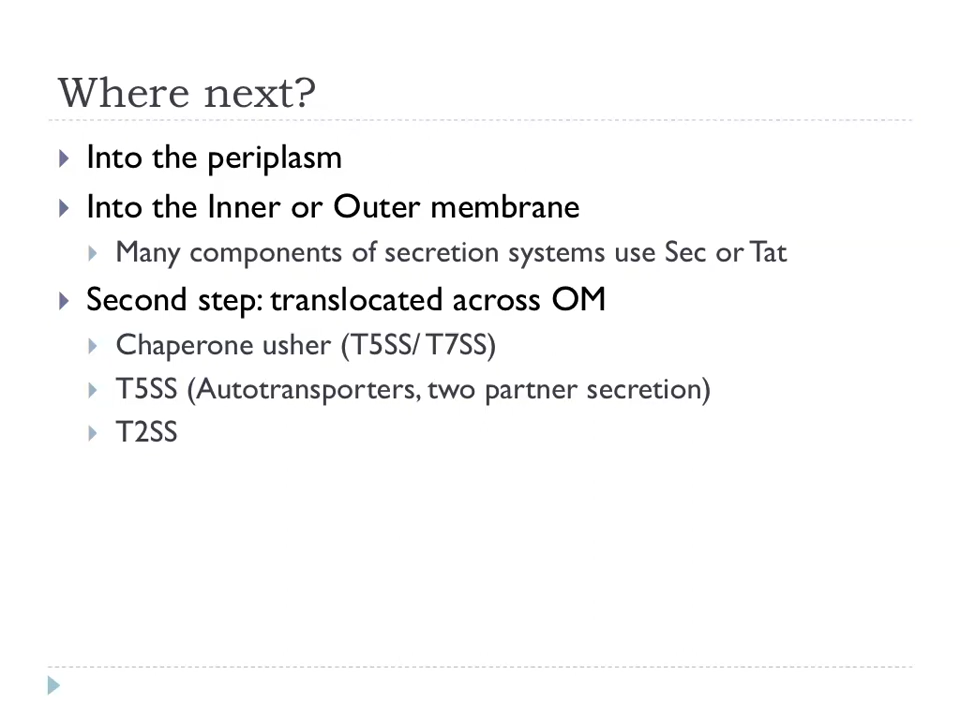 Where next?
Into the periplasm
Into the Inner or Outer membrane
Many components of secretion systems use Sec or Tat
Second step: translocated across OM
Chaperone usher (T5SS/ T7SS)
T5SS (Autotransporters, two partner secretion)
T2SS